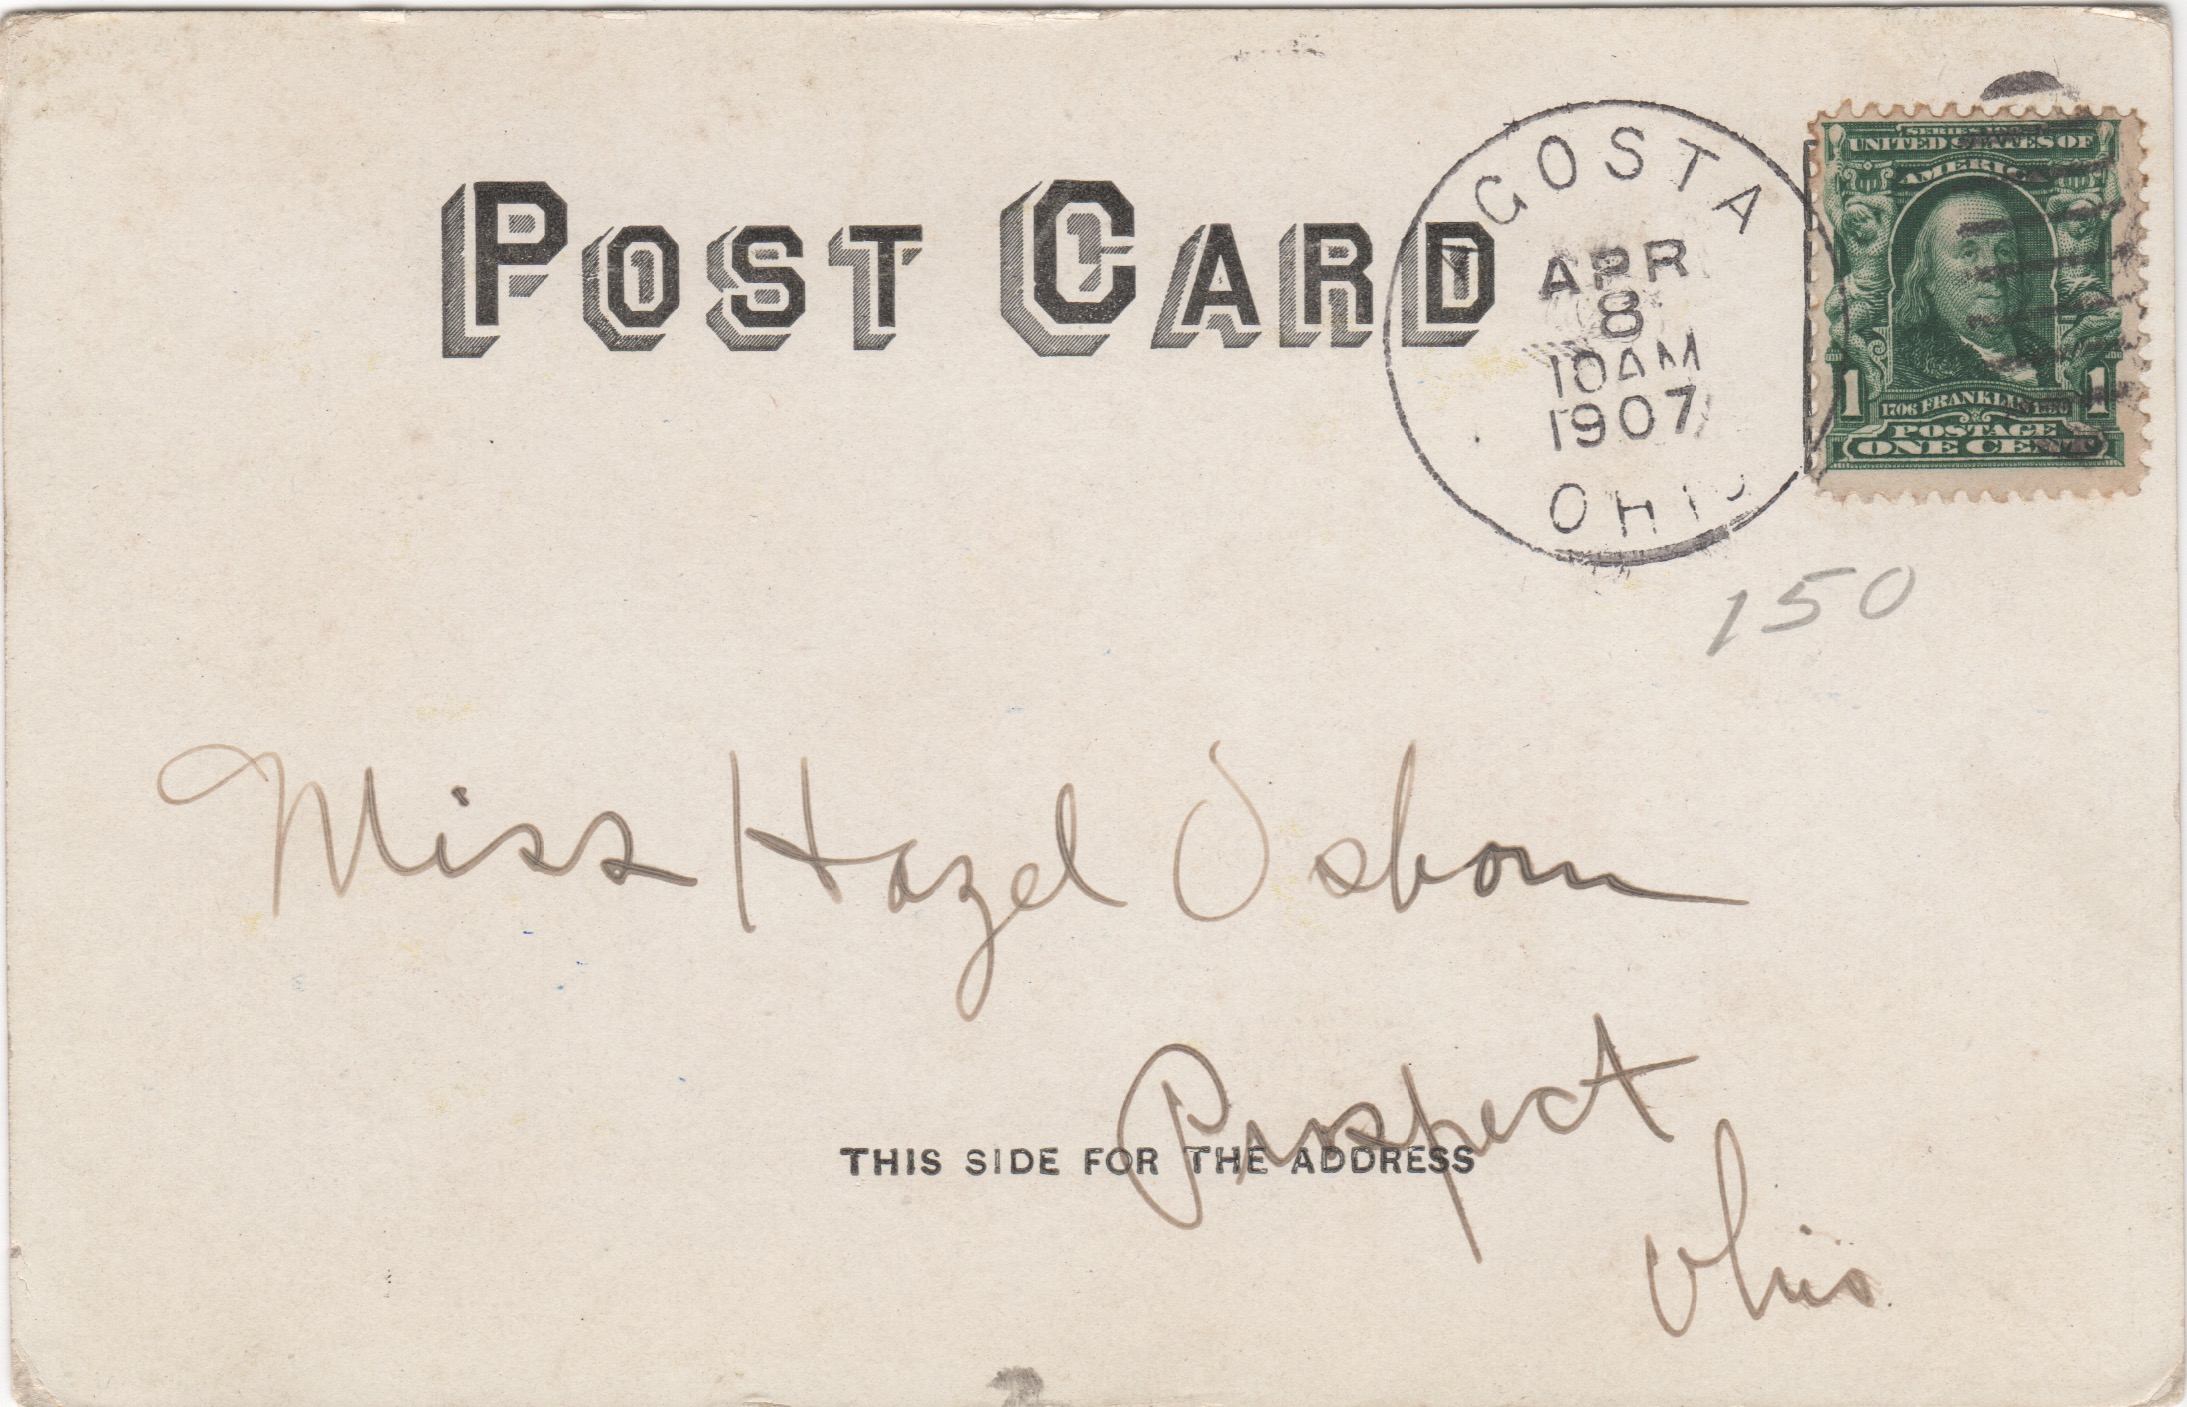 POST CARD
AGOSTA
APR
8
10 AM
1907
OHIO
SERIES 1902
UNITED STATES OF
AMERICA
1 1
1706 FRANKLIN 1790
POSTAGE
ONE CENT
150
Miss Hazel Osborn
Prospect
THIS SIDE FOR THE ADDRESS
Ohio.